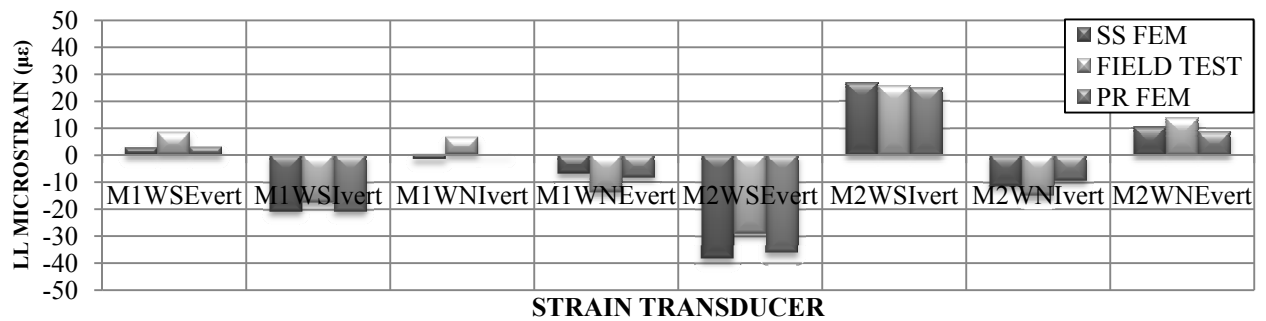 LL MICROSTRAIN (µε)
50
40
30
20
10
0
-10
-20
-30
-40
-50
M1WSEvert
M1WSIvert
M1WNIvert
M1WNEvert
M2WSEvert
M2WSIvert
M2WNIvert
M2WNEvert
STRAIN TRANSDUCER
SS FEM
FIELD TEST
PR FEM